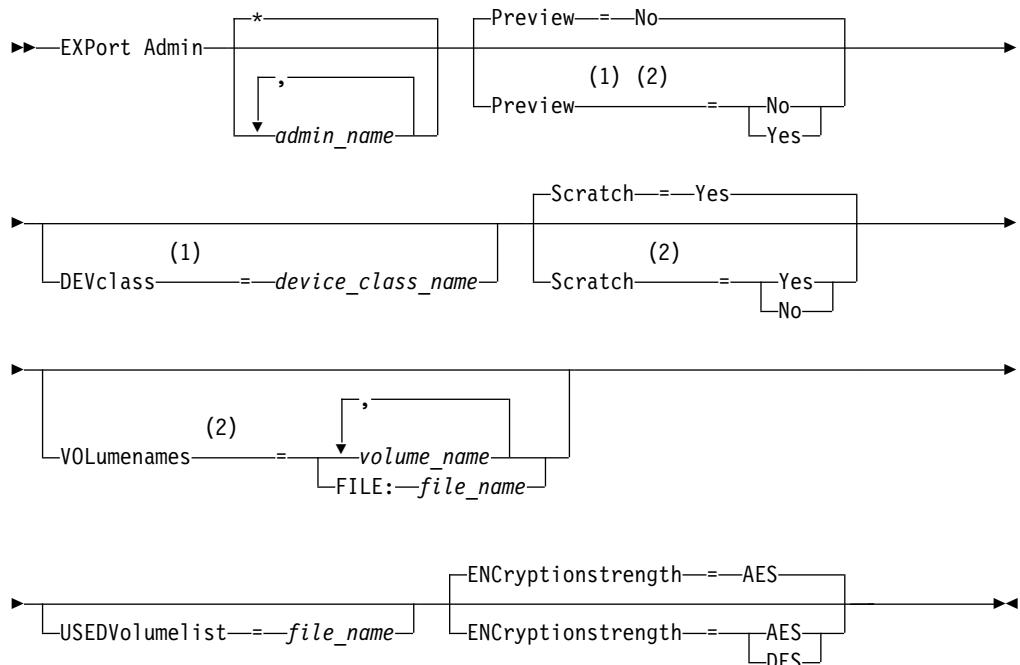 * Preview = No
EXPort Admin
, (1) (2)
admin_name Preview = No
Yes
Scratch = Yes
(1) (2)
DEVclass = device_class_name Scratch = Yes
No
,
(2)
VOLumenames = volume_name
FILE: file_name
ENCryptionstrength = AES
USEDVolumelist = file_name ENCryptionstrength = AES
DES